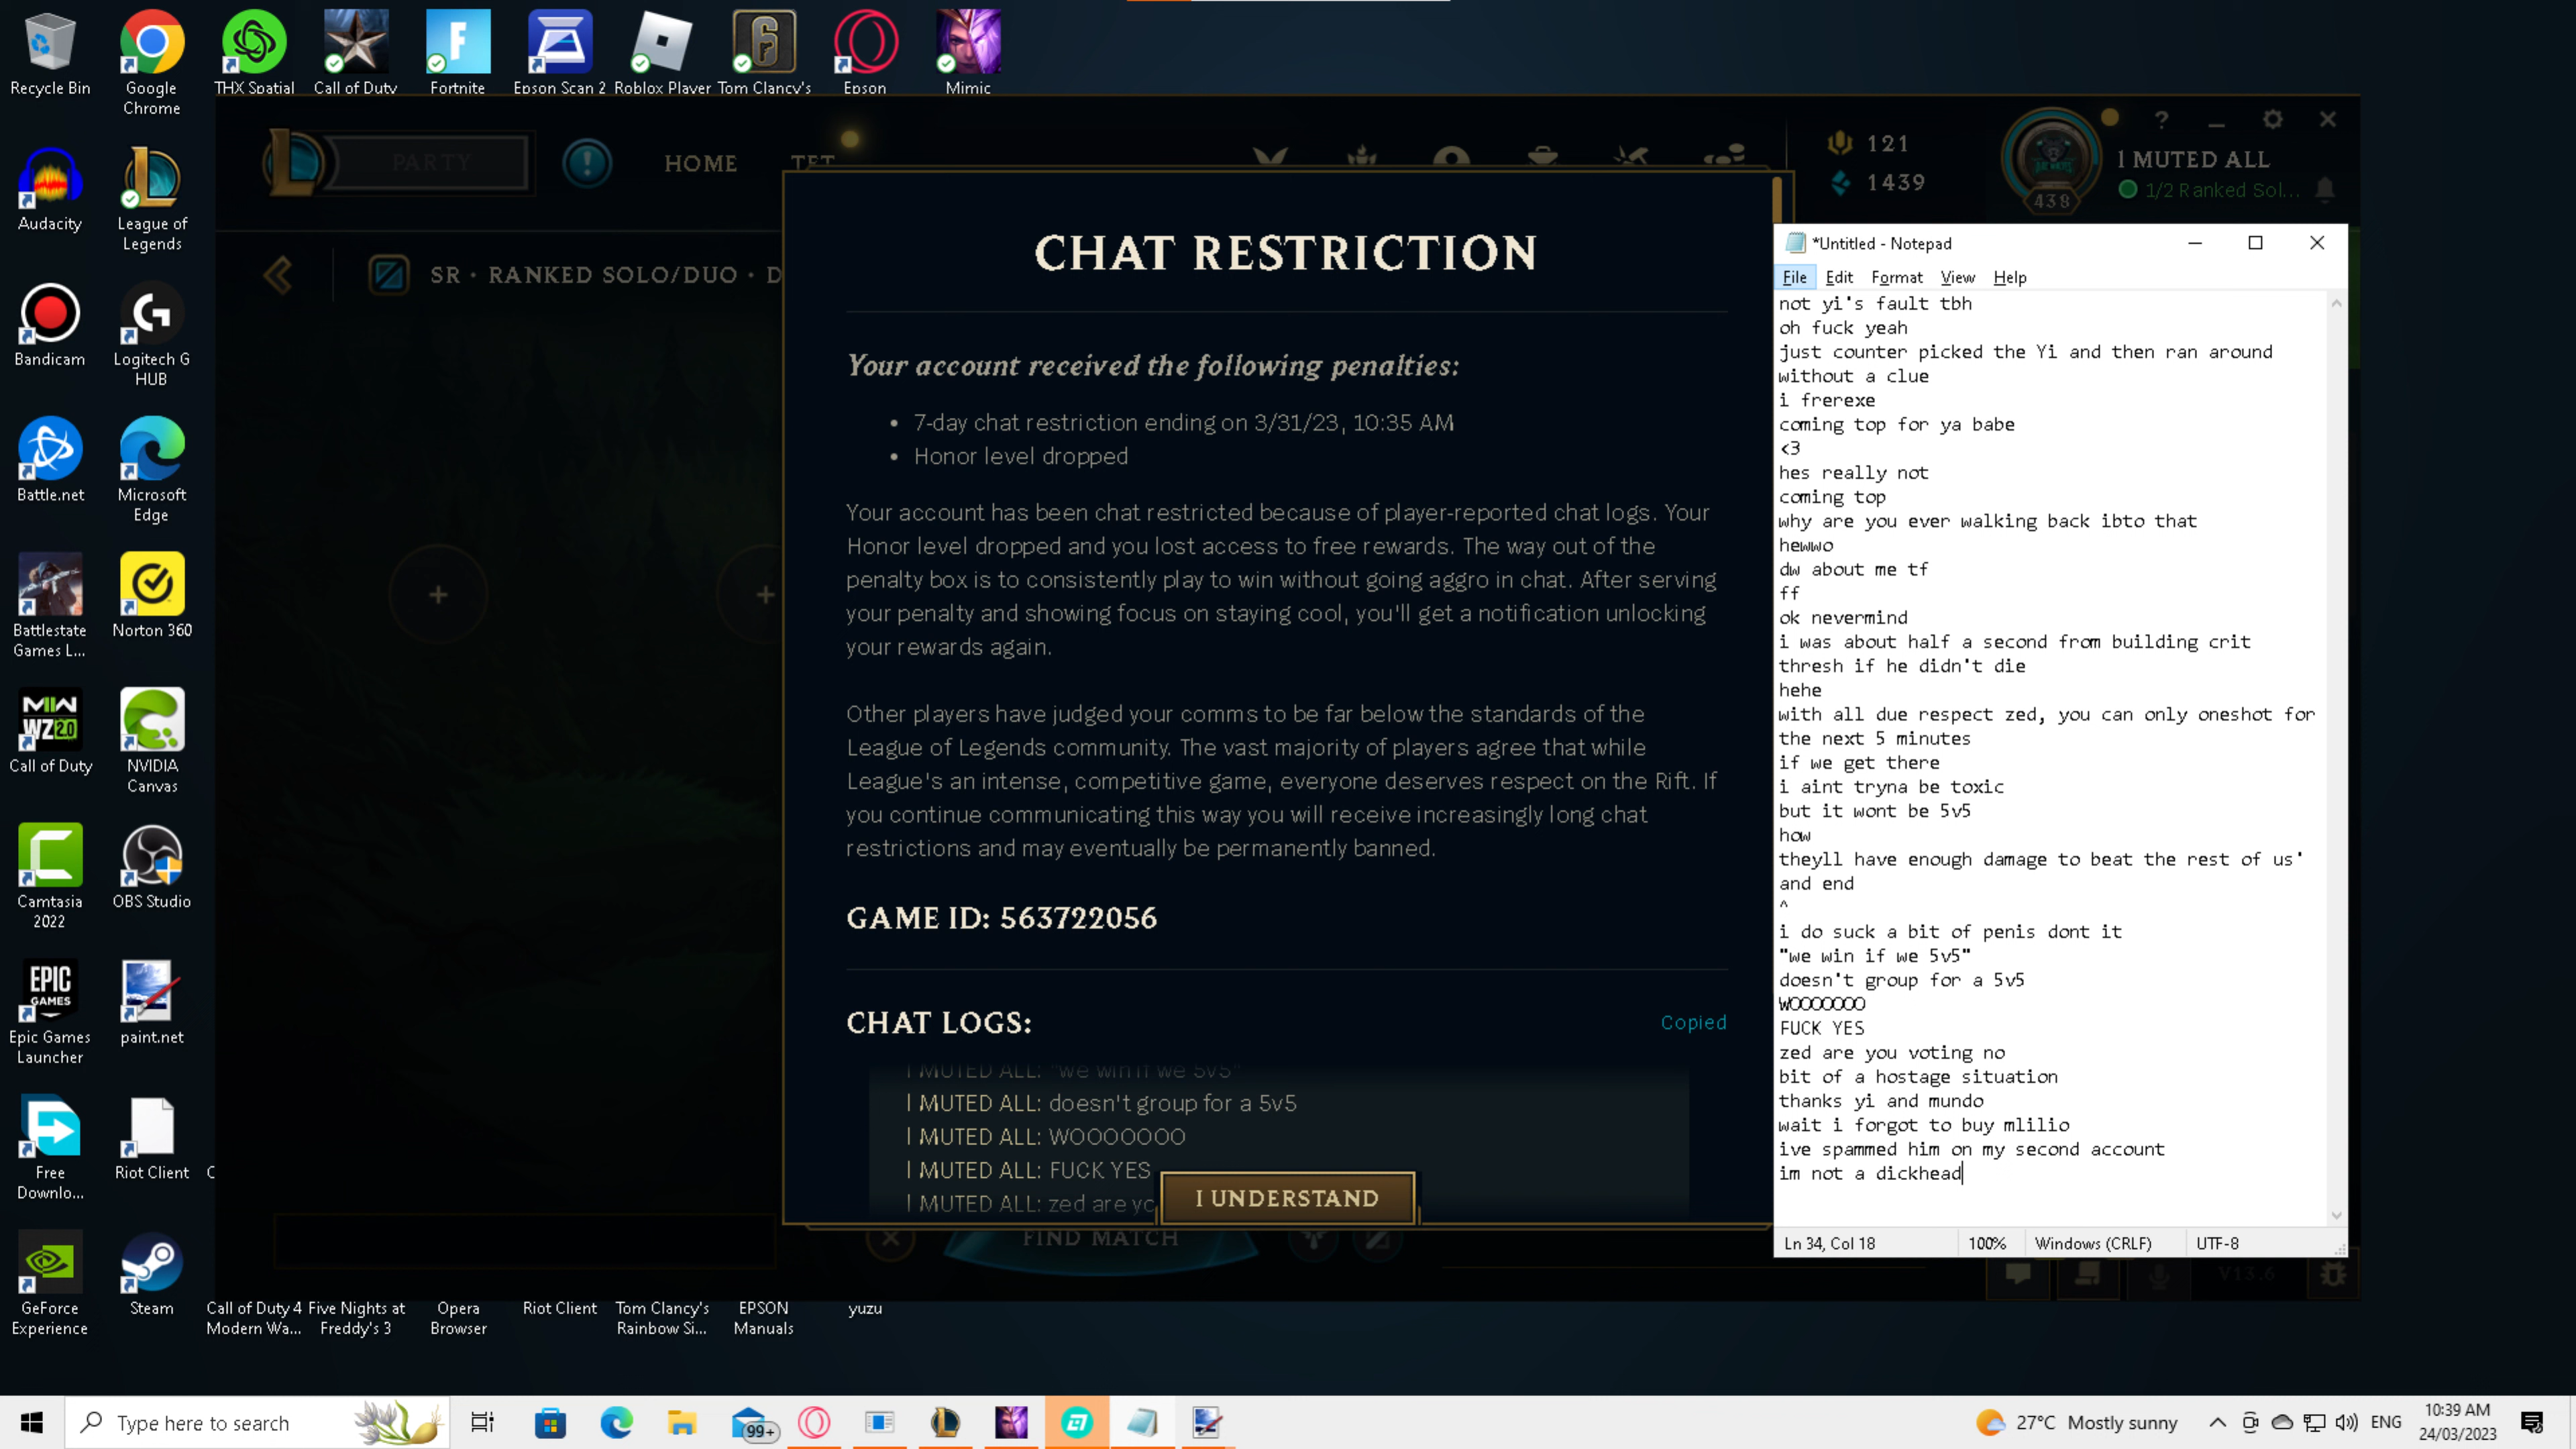 Recycle Bin
Google
Chrome
THX Spatial
Call of Duty
Fortnite
Epson Scan 2
Roblox Player
Tom Clancy's
Epson
Mimic
Audacity
League of
Legends
Bandicam
Logitech G
HUB
Battle.net
Microsoft
Edge
Battlestate
Games L...
Norton 360
MW
WZ2.0
Call of Duty
NVIDIA
Canvas
Camtasia
2022
OBS Studio
EPIC
GAMES
Epic Games
Launcher
paint.net
Free
Downlo...
Riot Client
GeForce
Experience
Steam
Call of Duty 4
Modern Wa...
Five Nights at
Freddy's 3
Opera
Browser
Riot Client
Tom Clancy's
Rainbow Si...
EPSON
Manuals
yuzu
PARTY
HOME
TFT
121
1439
438
I MUTED ALL
1/2 Ranked Sol...
SR • RANKED SOLO/DUO • D
CHAT RESTRICTION
Your account received the following penalties:
• 7-day chat restriction ending on 3/31/23, 10:35 AM
• Honor level dropped
Your account has been chat restricted because of player-reported chat logs. Your
Honor level dropped and you lost access to free rewards. The way out of the
penalty box is to consistently play to win without going aggro in chat. After serving
your penalty and showing focus on staying cool, you'll get a notification unlocking
your rewards again.
Other players have judged your comms to be far below the standards of the
League of Legends community. The vast majority of players agree that while
League's an intense, competitive game, everyone deserves respect on the Rift. If
you continue communicating this way you will receive increasingly long chat
restrictions and may eventually be permanently banned.
GAME ID: 563722056
CHAT LOGS:
Copied
I MUTED ALL: "we win if we 5v5"
I MUTED ALL: doesn't group for a 5v5
I MUTED ALL: WOOOOOOO
I MUTED ALL: FUCK YES
I MUTED ALL: zed are yo
I UNDERSTAND
FIND MATCH
V13.6
*Untitled - Notepad
File Edit Format View Help
not yi's fault tbh
oh fuck yeah
just counter picked the Yi and then ran around
without a clue
i frerexe
coming top for ya babe
<3
hes really not
coming top
why are you ever walking back ibto that
hewwo
dw about me tf
ff
ok nevermind
i was about half a second from building crit
thresh if he didn't die
hehe
with all due respect zed, you can only oneshot for
the next 5 minutes
if we get there
i aint tryna be toxic
but it wont be 5v5
how
theyll have enough damage to beat the rest of us'
and end
^
i do suck a bit of penis dont it
"we win if we 5v5"
doesn't group for a 5v5
WOOOOOOO
FUCK YES
zed are you voting no
bit of a hostage situation
thanks yi and mundo
wait i forgot to buy mlilio
ive spammed him on my second account
im not a dickhead
Ln 34, Col 18
100%
Windows (CRLF)
UTF-8
Type here to search
99+
27°C Mostly sunny
ENG
10:39 AM
24/03/2023